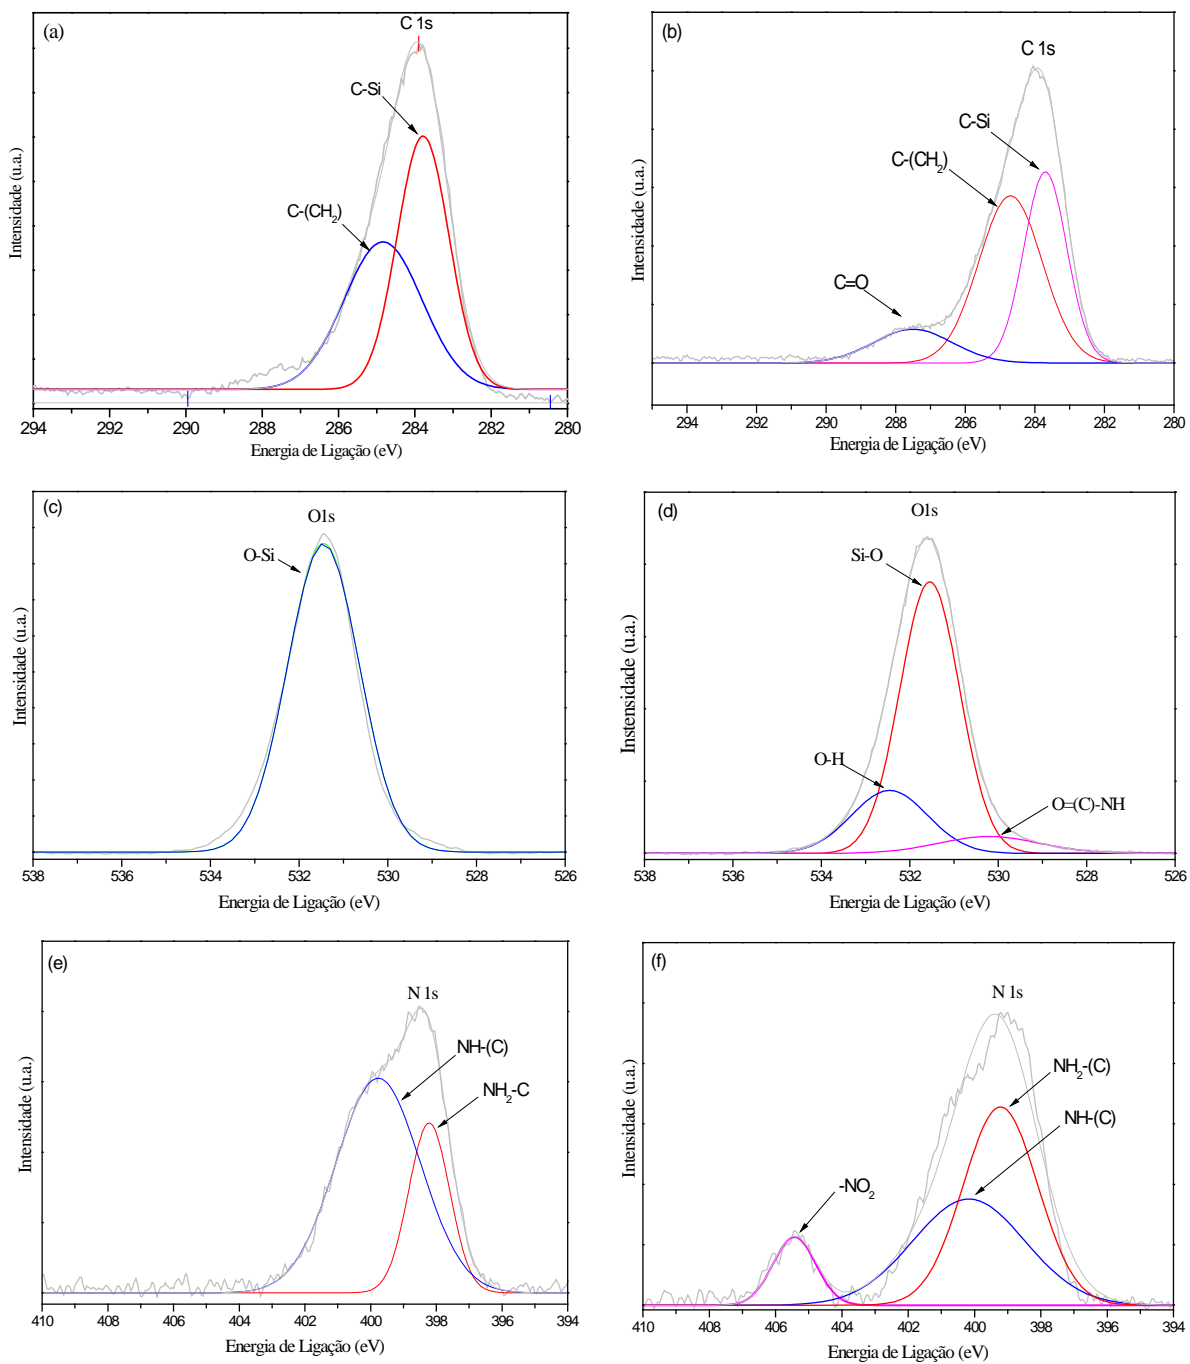 (a)
C 1s
C-Si
C-(CH2)
Intensidade (u.a.)
294 292 290 288 286 284 282 280
Energia de Ligação (eV)
(b)
C 1s
C-Si
C-(CH2)
C=O
Intensidade (u.a.)
294 292 290 288 286 284 282 280
Energia de Ligação (eV)
(c)
O1s
O-Si
Intensidade (u.a.)
538 536 534 532 530 528 526
Energia de Ligação (eV)
(d)
O1s
Si-O
O-H
O=(C)-NH
Instensidade (u.a.)
538 536 534 532 530 528 526
Energia de Ligação (eV)
(e)
N 1s
NH-(C)
NH2-C
Intensidade (u.a.)
410 408 406 404 402 400 398 396 394
Energia de Ligação (eV)
(f)
N 1s
NH2-(C)
NH-(C)
-NO2
Intensidade (u.a.)
410 408 406 404 402 400 398 396 394
Energia de Ligação (eV)